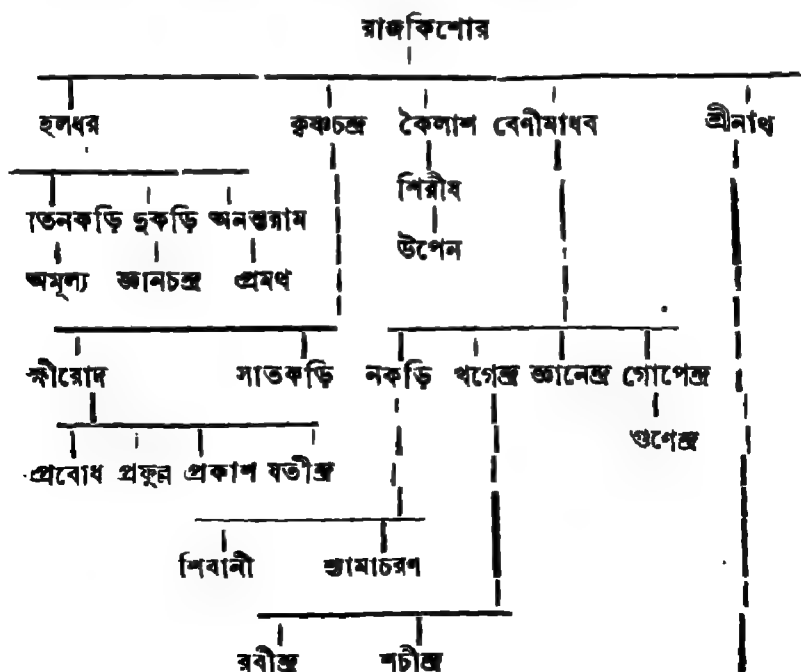 রাজকিশোর
হলধর কৃষ্ণচন্দ্র কৈলাশ বেণীমাধব শ্রীনাথ
শিরীষ
তিনকড়ি দুকড়ি অনন্তরাম
উপেন
অমূল্য জ্ঞানচন্দ্র প্রমথ
ক্ষীরোদ সাতকড়ি নকড়ি খগেন্দ্র জ্ঞানেন্দ্র গোপেন্দ্র
গুণেন্দ্র
প্রবোধ প্রফুল্ল প্রকাশ যতীন্দ্র
শিবানী শ্যামাচরণ
রবীন্দ্র শচীন্দ্র